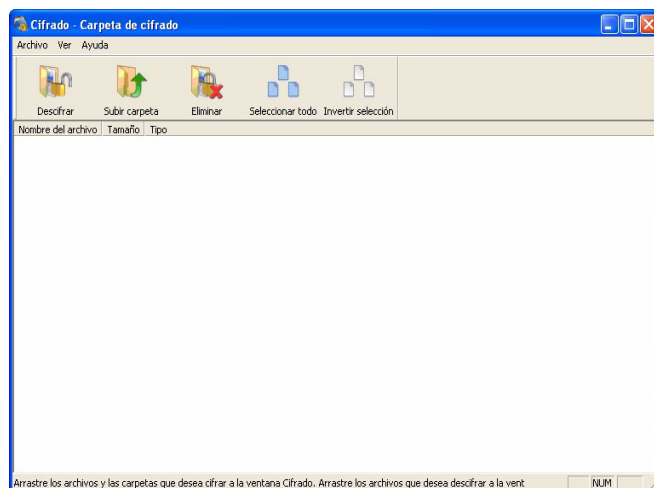 Cifrado - Carpeta de cifrado
Archivo Ver Ayuda
Descifrar Subir carpeta Eliminar Seleccionar todo Invertir selección
Nombre del archivo Tamaño Tipo
Arrastre los archivos y las carpetas que desea cifrar a la ventana Cifrado. Arrastre los archivos que desea descifrar a la vent NUM